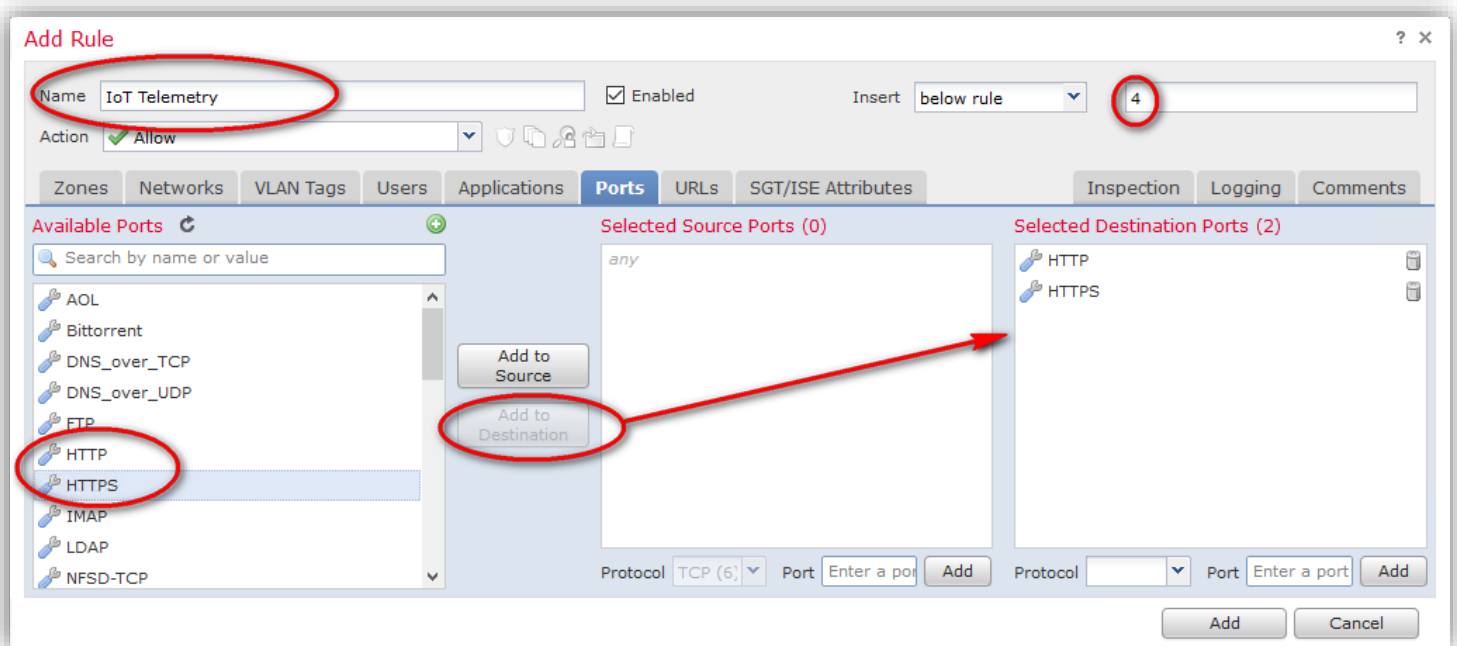 Add Rule ? ×
Name IoT Telemetry Enabled Insert below rule 4
Action Allow
Zones Networks VLAN Tags Users Applications Ports URLs SGT/ISE Attributes Inspection Logging Comments
Available Ports Selected Source Ports (0) Selected Destination Ports (2)
Search by name or value any HTTP
AOL HTTPS
Bittorrent
DNS_over_TCP Add to
Source
DNS_over_UDP
FTP Add to
Destination
HTTP
HTTPS
IMAP
LDAP
NFSD-TCP Protocol TCP (6) Port Enter a por Add Protocol Port Enter a port Add
Add Cancel